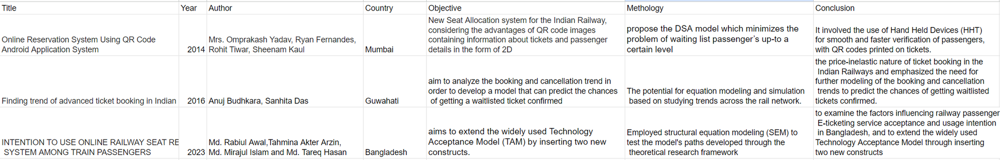 Title Year Author Country Objective Methology Conclusion
Online Reservation System Using QR Code
Android Application System
2014
Mrs. Omprakash Yadav, Ryan Fernandes,
Rohit Tiwar, Sheenam Kaul
Mumbai
New Seat Allocation system for the Indian Railway,
considering the advantages of QR code images
containing information about tickets and passenger
details in the form of 2D
propose the DSA model which minimizes the
problem of waiting list passenger's up-to a
certain level
It involved the use of Hand Held Devices (HHT)
for smooth and faster verification of passengers,
with QR codes printed on tickets.
Finding trend of advanced ticket booking in Indian
2016
Anuj Budhkara, Sanhita Das
Guwahati
aim to analyze the booking and cancellation trend in
order to develop a model that can predict the chances
of getting a waitlisted ticket confirmed
The potential for equation modeling and simulation
based on studying trends across the rail network.
the price-inelastic nature of ticket booking in the
Indian Railways and emphasized the need for
further modeling of the booking and cancellation
trends to predict the chances of getting waitlisted
tickets confirmed.
INTENTION TO USE ONLINE RAILWAY SEAT RE
SYSTEM AMONG TRAIN PASSENGERS
2023
Md. Rabiul Awal,Tahmina Akter Arzin,
Md. Mirajul Islam and Md. Tareq Hasan
Bangladesh
aims to extend the widely used Technology
Acceptance Model (TAM) by inserting two new
constructs.
Employed structural equation modeling (SEM) to
test the model's paths developed through the
theoretical research framework
to examine the factors influencing railway passenger
E-ticketing service acceptance and usage intention
in Bangladesh, and to extend the widely used
Technology Acceptance Model through inserting
two new constructs